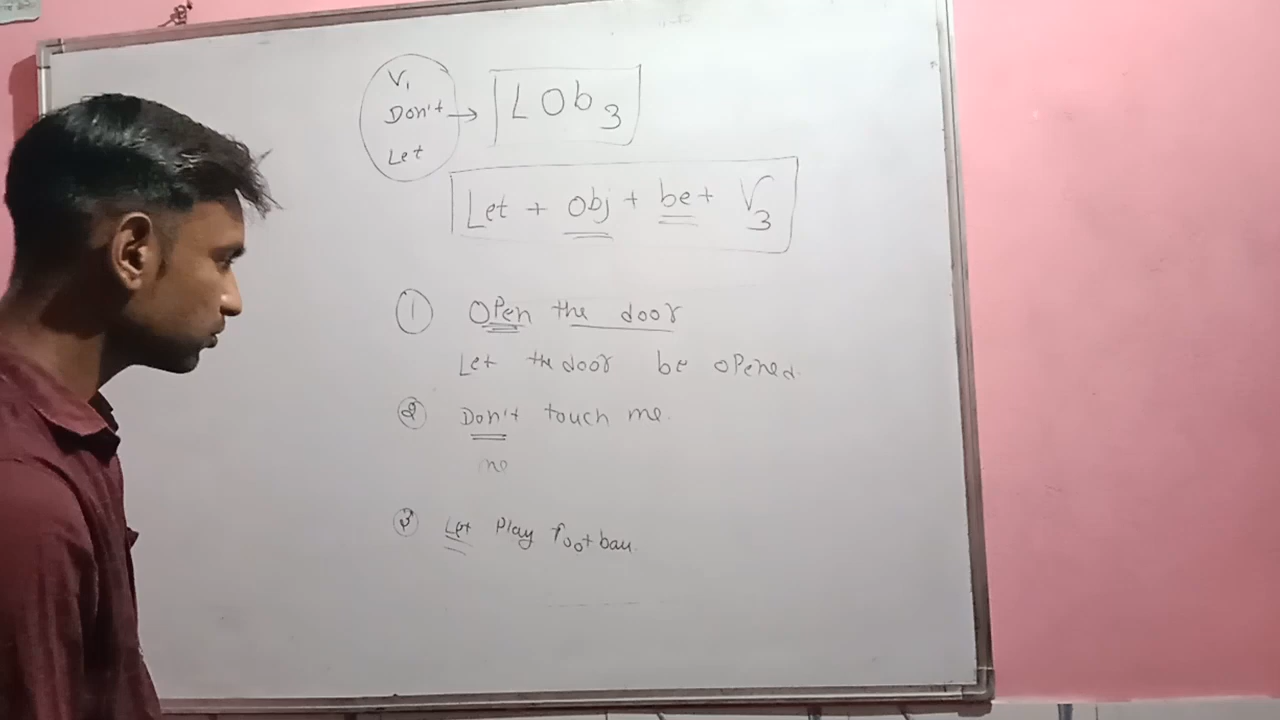 V1
Don't → LOb3
Let
Let + obj + be + V3
1 Open the door
Let the door be opened.
2 Don't touch me.
me
3 Let Play Football.